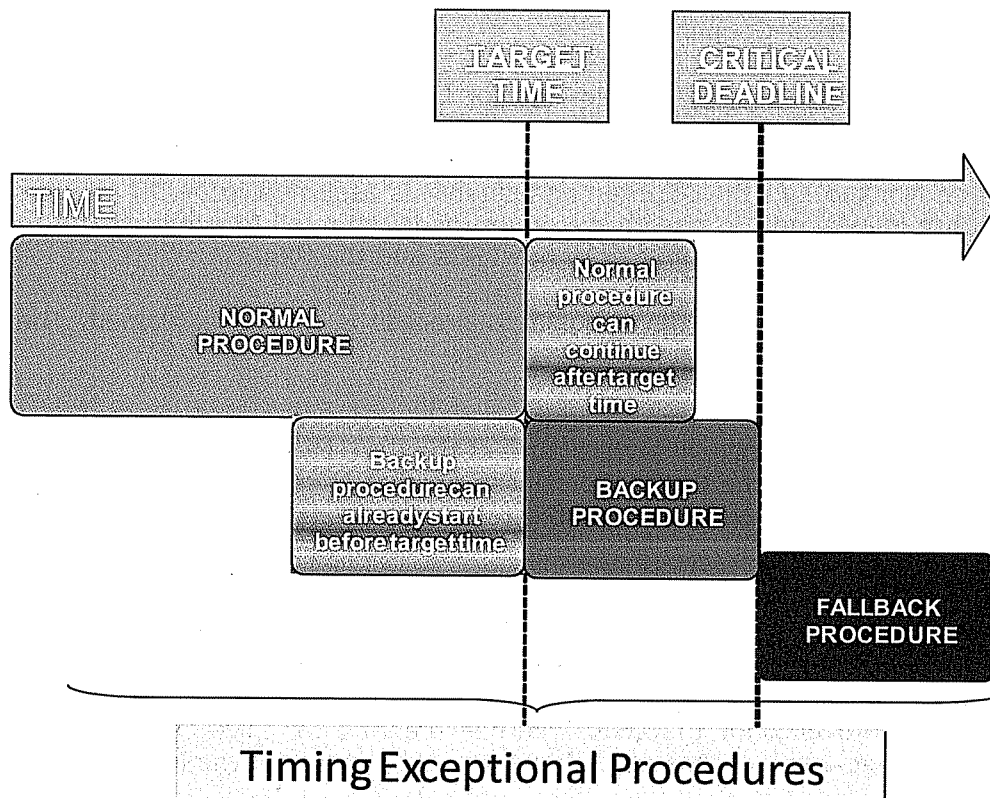 TARGET
TIME
CRITICAL
DEADLINE
TIME
NORMAL
PROCEDURE
Normal
procedure
can
continue
aftertarget
time
Backup
procedurecan
alreadystart
beforetargettime
BACKUP
PROCEDURE
FALLBACK
PROCEDURE
Timing Exceptional Procedures